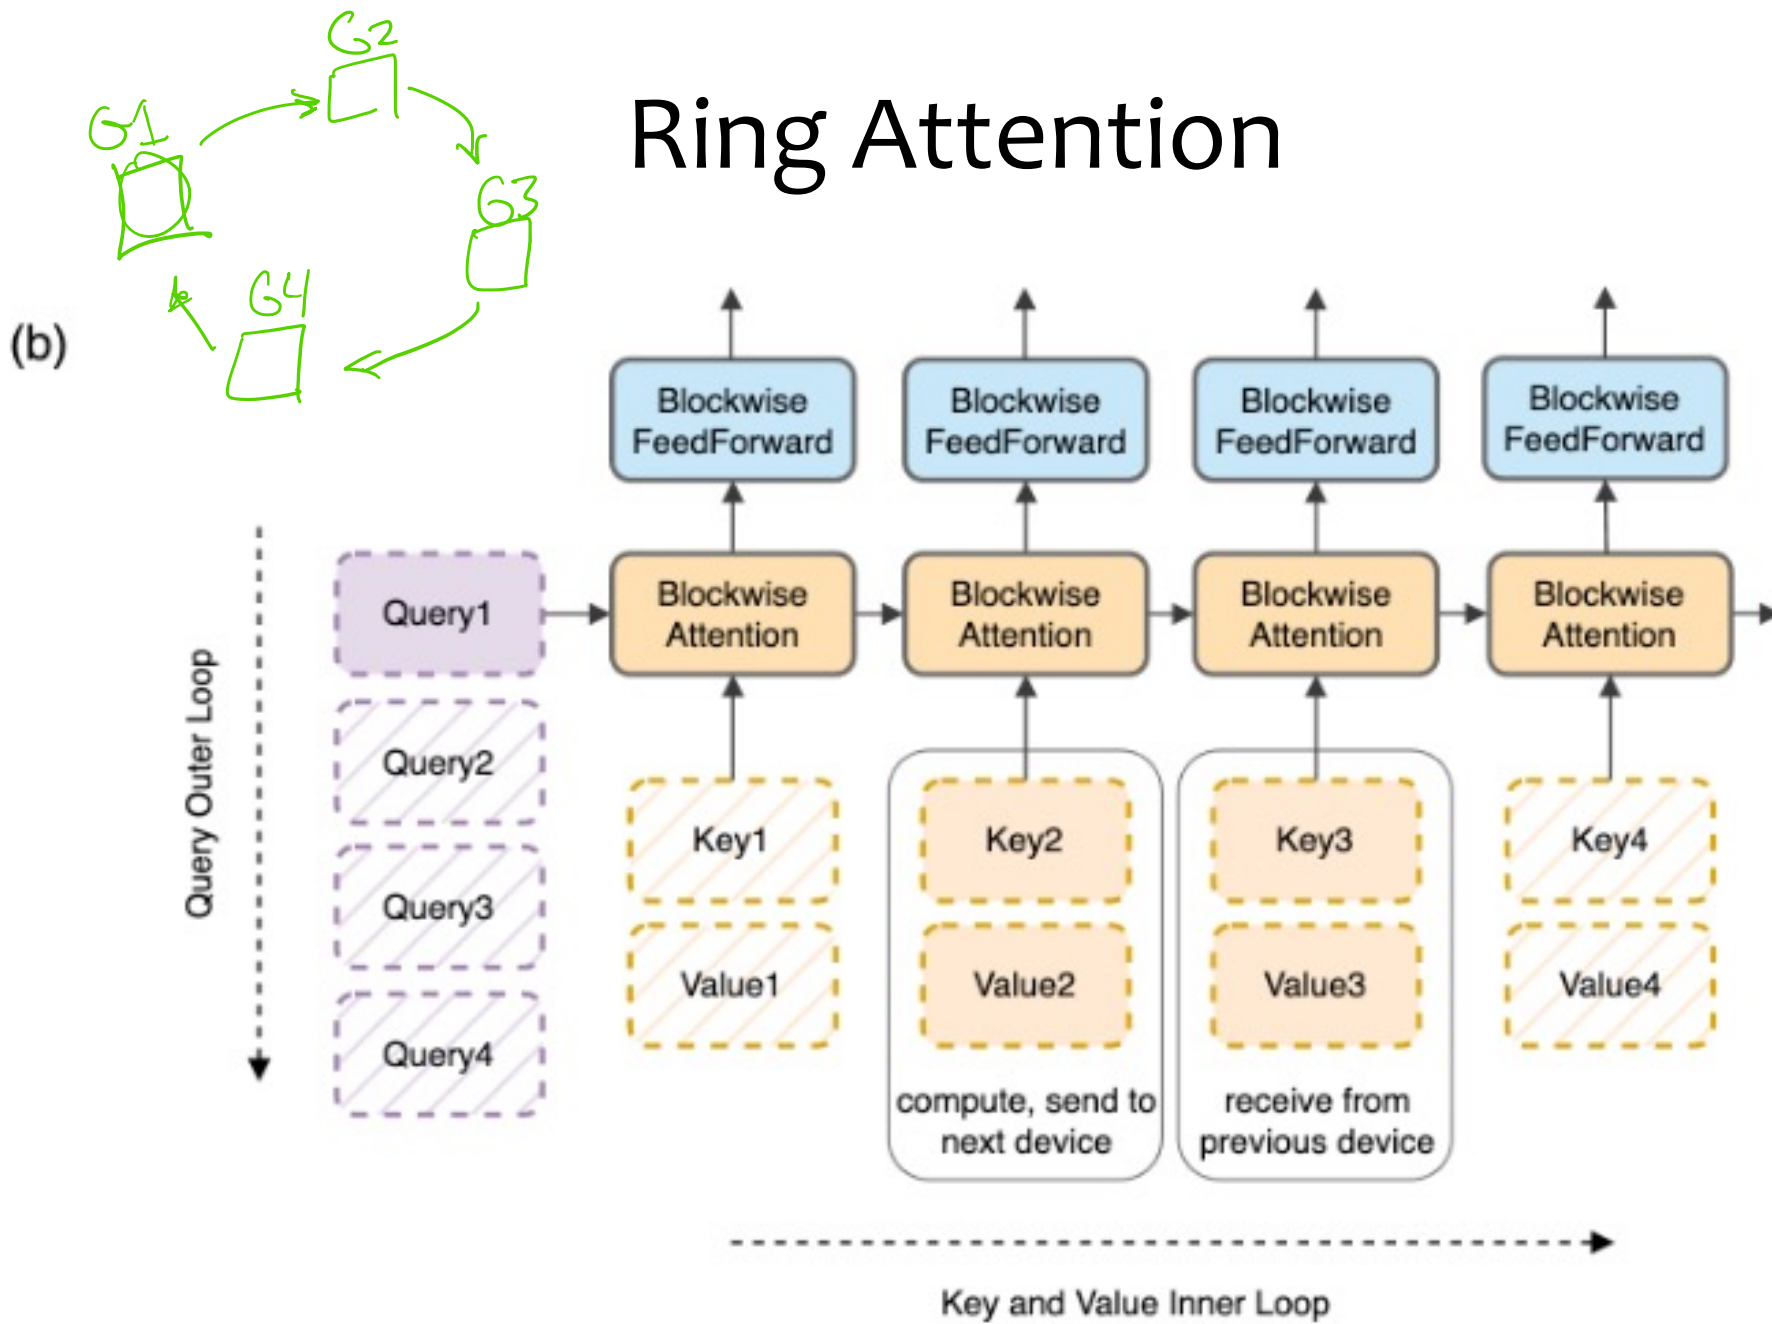 G2
G1
Ring Attention
G3
G4
(b)
Blockwise
FeedForward
Blockwise
FeedForward
Blockwise
FeedForward
Blockwise
FeedForward
Query Outer Loop
Query1
Blockwise
Attention
Blockwise
Attention
Blockwise
Attention
Blockwise
Attention
Query2
Query3
Query4
Key1
Key2
Key3
Key4
Value1
Value2
Value3
Value4
compute, send to
next device
receive from
previous device
Key and Value Inner Loop